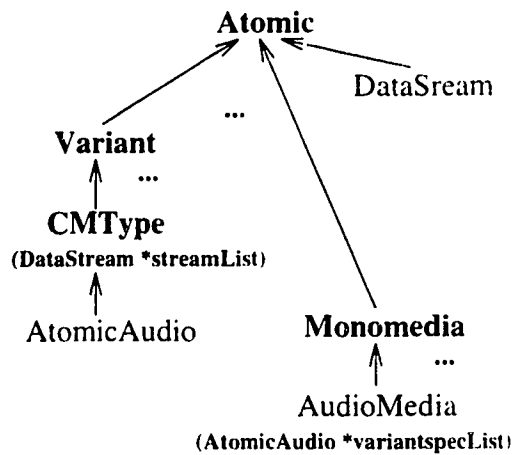 Atomic
DataSream
...
Variant
...
CMType
(DataStream *streamList)
AtomicAudio
Monomedia
...
AudioMedia
(AtomicAudio *variantspecList)